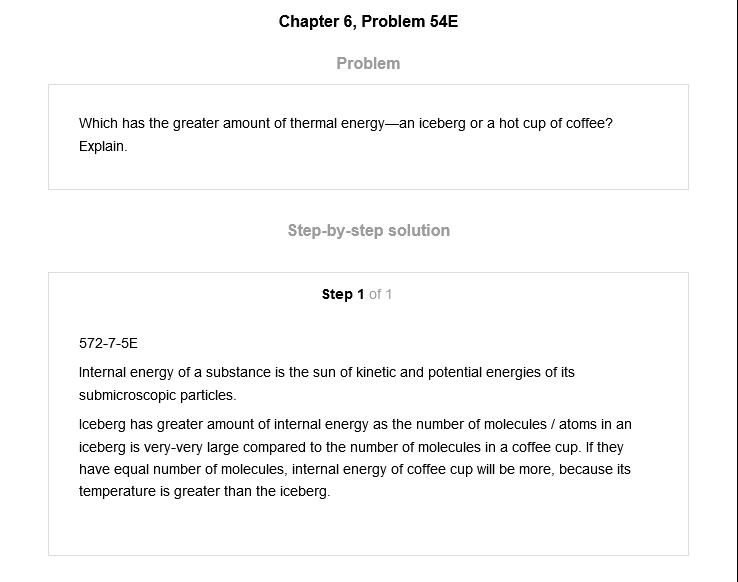 Chapter 6, Problem 54E
Problem
Which has the greater amount of thermal energy—an iceberg or a hot cup of coffee?
Explain.
Step-by-step solution
Step 1 of 1
572-7-5E
Internal energy of a substance is the sun of kinetic and potential energies of its
submicroscopic particles.
Iceberg has greater amount of internal energy as the number of molecules / atoms in an
iceberg is very-very large compared to the number of molecules in a coffee cup. If they
have equal number of molecules, internal energy of coffee cup will be more, because its
temperature is greater than the iceberg.